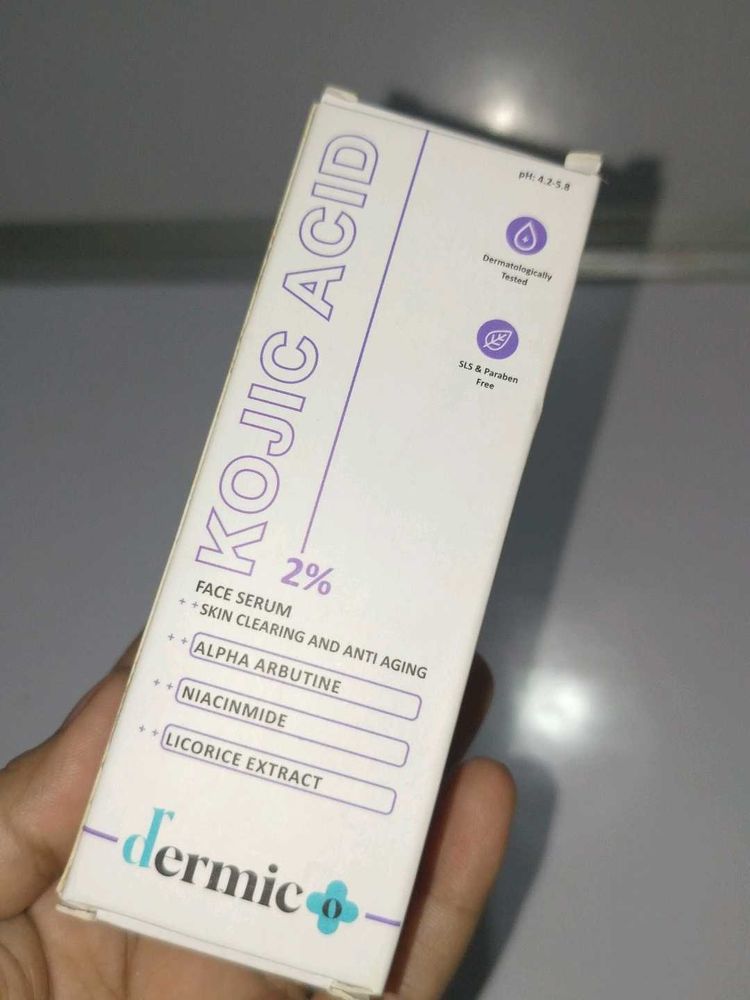 pH: 4.2-5.8
Dermatologically
Tested
SLS & Paraben
Free
KOJIC ACID
2%
FACE SERUM
++SKIN CLEARING AND ANTI AGING
++ALPHA ARBUTINE
++NIACINMIDE
++LICORICE EXTRACT
drermico